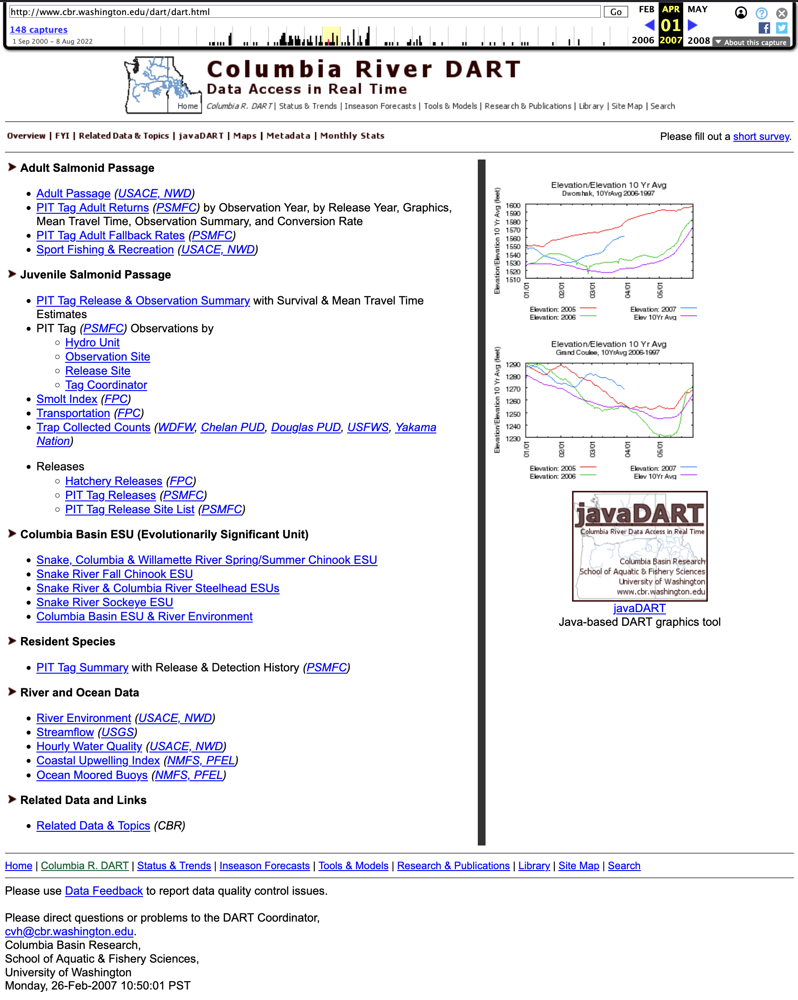 http://www.cbr.washington.edu/dart/dart.html
Go
FEB APR MAY
148 captures
01
1 Sep 2000 – 8 Aug 2022
2006 2007 2008
About this capture
Columbia River DART
Data Access in Real Time
Home
Columbia R. DART | Status & Trends | Inseason Forecasts | Tools & Models | Research & Publications | Library | Site Map | Search
Overview | FYI | Related Data & Topics | javaDART | Maps | Metadata | Monthly Stats
Please fill out a short survey.
Adult Salmonid Passage
• Adult Passage (USACE, NWD)
• PIT Tag Adult Returns (PSMFC) by Observation Year, by Release Year, Graphics,
Mean Travel Time, Observation Summary, and Conversion Rate
• PIT Tag Adult Fallback Rates (PSMFC)
• Sport Fishing & Recreation (USACE, NWD)
Juvenile Salmonid Passage
• PIT Tag Release & Observation Summary with Survival & Mean Travel Time
Estimates
• PIT Tag (PSMFC) Observations by
Hydro Unit
Observation Site
Release Site
Tag Coordinator
• Smolt Index (FPC)
• Transportation (FPC)
• Trap Collected Counts (WDFW, Chelan PUD, Douglas PUD, USFWS, Yakama
Nation)
• Releases
Hatchery Releases (FPC)
PIT Tag Releases (PSMFC)
PIT Tag Release Site List (PSMFC)
Columbia Basin ESU (Evolutionarily Significant Unit)
• Snake, Columbia & Willamette River Spring/Summer Chinook ESU
• Snake River Fall Chinook ESU
• Snake River & Columbia River Steelhead ESUs
• Snake River Sockeye ESU
• Columbia Basin ESU & River Environment
Resident Species
• PIT Tag Summary with Release & Detection History (PSMFC)
River and Ocean Data
• River Environment (USACE, NWD)
• Streamflow (USGS)
• Hourly Water Quality (USACE, NWD)
• Coastal Upwelling Index (NMFS, PFEL)
• Ocean Moored Buoys (NMFS, PFEL)
Related Data and Links
• Related Data & Topics (CBR)
Elevation/Elevation 10 Yr Avg
Dworshak, 10YrAvg 2006-1997
Elevation/Elevation 10 Yr Avg (feet)
1600
1590
1580
1570
1560
1550
1540
1530
1520
1510
01/01 02/01 03/01 04/01 05/01
Elevation: 2005 Elevation: 2007
Elevation: 2006 Elev 10Yr Avg
Elevation/Elevation 10 Yr Avg
Grand Coulee, 10YrAvg 2006-1997
Elevation/Elevation 10 Yr Avg (feet)
1290
1280
1270
1260
1250
1240
1230
01/01 02/01 03/01 04/01 05/01
Elevation: 2005 Elevation: 2007
Elevation: 2006 Elev 10Yr Avg
javaDART
Columbia River Data Access in Real Time
Columbia Basin Research
School of Aquatic & Fishery Sciences
University of Washington
www.cbr.washington.edu
javaDART
Java-based DART graphics tool
Home | Columbia R. DART | Status & Trends | Inseason Forecasts | Tools & Models | Research & Publications | Library | Site Map | Search
Please use Data Feedback to report data quality control issues.
Please direct questions or problems to the DART Coordinator,
cvh@cbr.washington.edu.
Columbia Basin Research,
School of Aquatic & Fishery Sciences,
University of Washington
Monday, 26-Feb-2007 10:50:01 PST